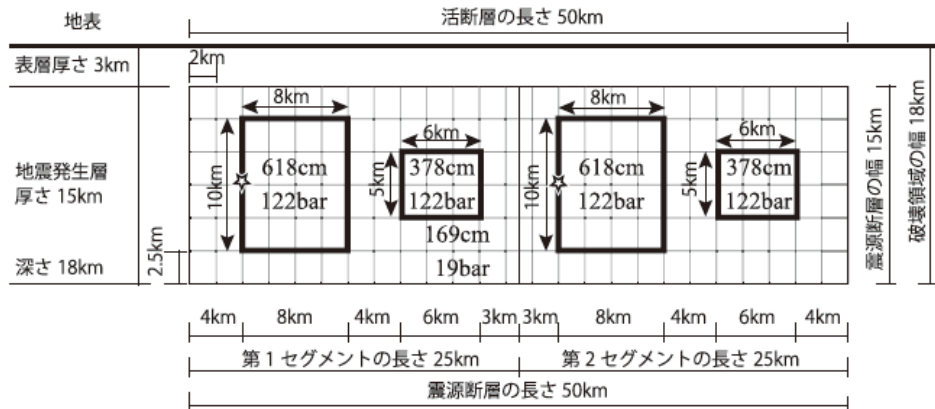 地表
活断層の長さ 50km
表層厚さ 3km
2km
8km
8km
6km
6km
地震発生層
厚さ 15km
10km
618cm
122bar
5km
378cm
122bar
10km
618cm
122bar
5km
378cm
122bar
169cm
19bar
深さ 18km
2.5km
震源断層の幅 15km
破壊領域の幅 18km
4km
8km
4km
6km
3km
3km
8km
4km
6km
4km
第 1 セグメントの長さ 25km
第 2 セグメントの長さ 25km
震源断層の長さ 50km